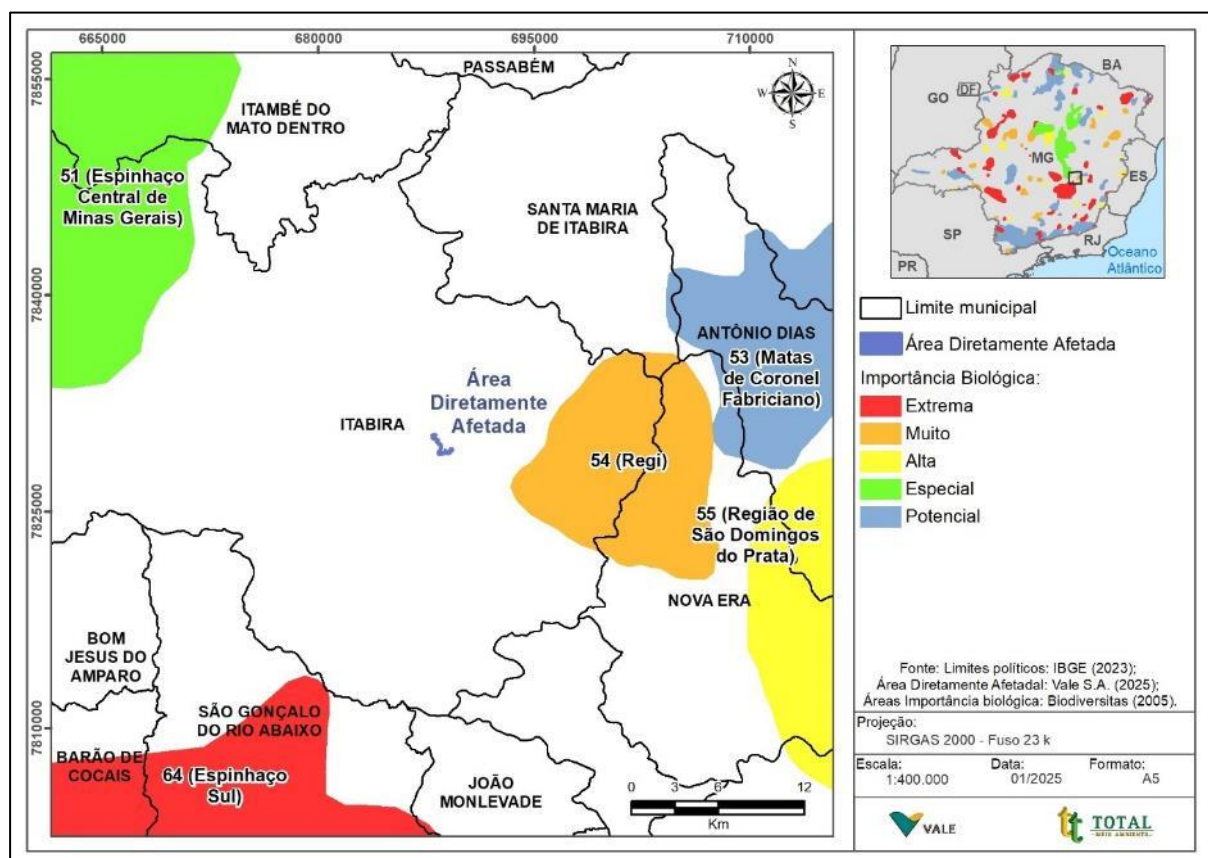 665000
680000
695000
710000
7855000
7840000
7825000
7810000
PASSABÉM
N
W
E
S
ITAMBÉ DO
MATO DENTRO
51 (Espinhaço
Central de
Minas Gerais)
SANTA MARIA
DE ITABIRA
ANTÔNIO DIAS
53 (Matas
de Coronel
Fabriciano)
Área
Diretamente
Afetada
ITABIRA
54 (Regi)
55 (Região de
São Domingos
do Prata)
NOVA ERA
BOM
JESUS DO
AMPARO
SÃO GONÇALO
DO RIO ABAIXO
BARÃO DE
COCAIS
64 (Espinhaço
Sul)
JOÃO
MONLEVADE
0 3 6 12
Km
BA
GO
DF
MG
ES
SP
RJ
PR
Oceano
Atlântico
Limite municipal
Área Diretamente Afetada
Importância Biológica:
Extrema
Muito
Alta
Especial
Potencial
Fonte: Limites políticos: IBGE (2023);
Área Diretamente Afetadal: Vale S.A. (2025);
Áreas Importância biológica: Biodiversitas (2005).
Projeção:
SIRGAS 2000 - Fuso 23 k
Escala:
1:400.000
Data:
01/2025
Formato:
A5
VALE
TOTAL
MEIO AMBIENTE